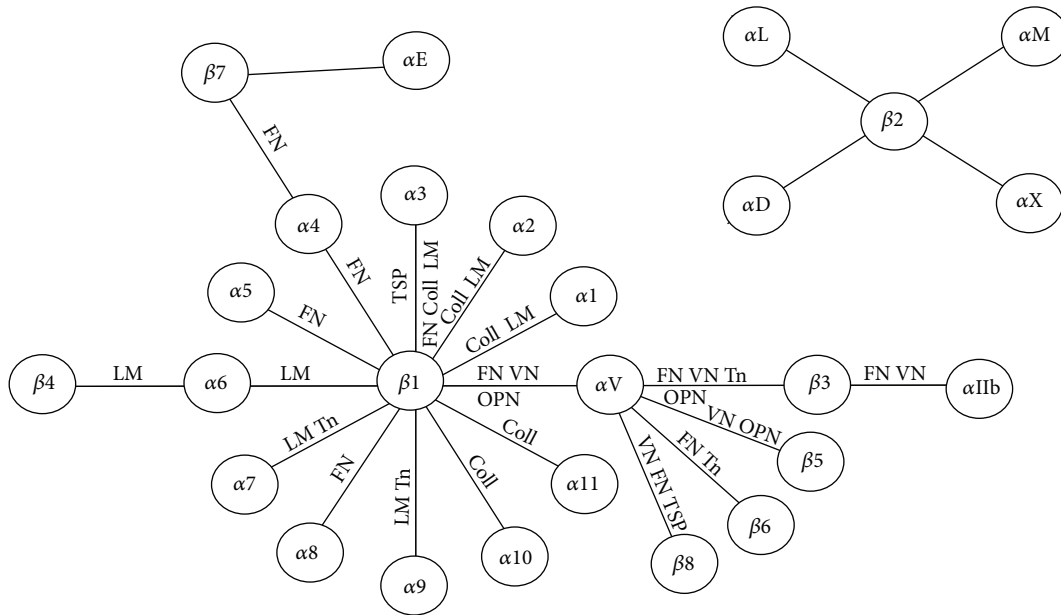 αL
αM
αE
β7
β2
FN
α3
αD
αX
α4
α2
FN
TSP
FN Coll LM
Coll LM
α5
α1
FN
Coll LM
β4
LM
α6
LM
β1
FN VN
OPN
αV
FN VN Tn
OPN
β3
FN VN
αIIb
VN OPN
LM Tn
Coll
β5
FN Tn
α7
FN
LM Tn
Coll
α11
VN FN TSP
β6
α8
α10
β8
α9